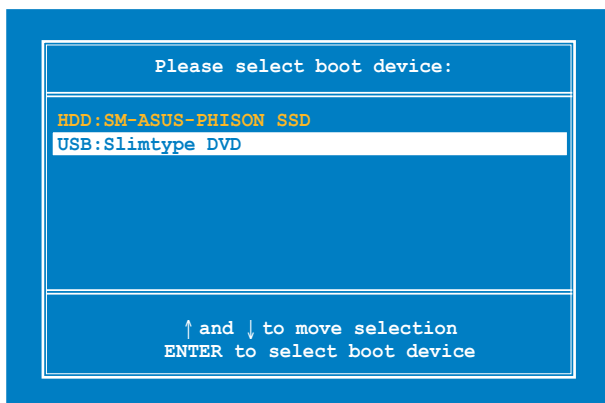 Please select boot device:
HDD:SM-ASUS-PHISON SSD
USB:Slimtype DVD
↑ and ↓ to move selection
ENTER to select boot device